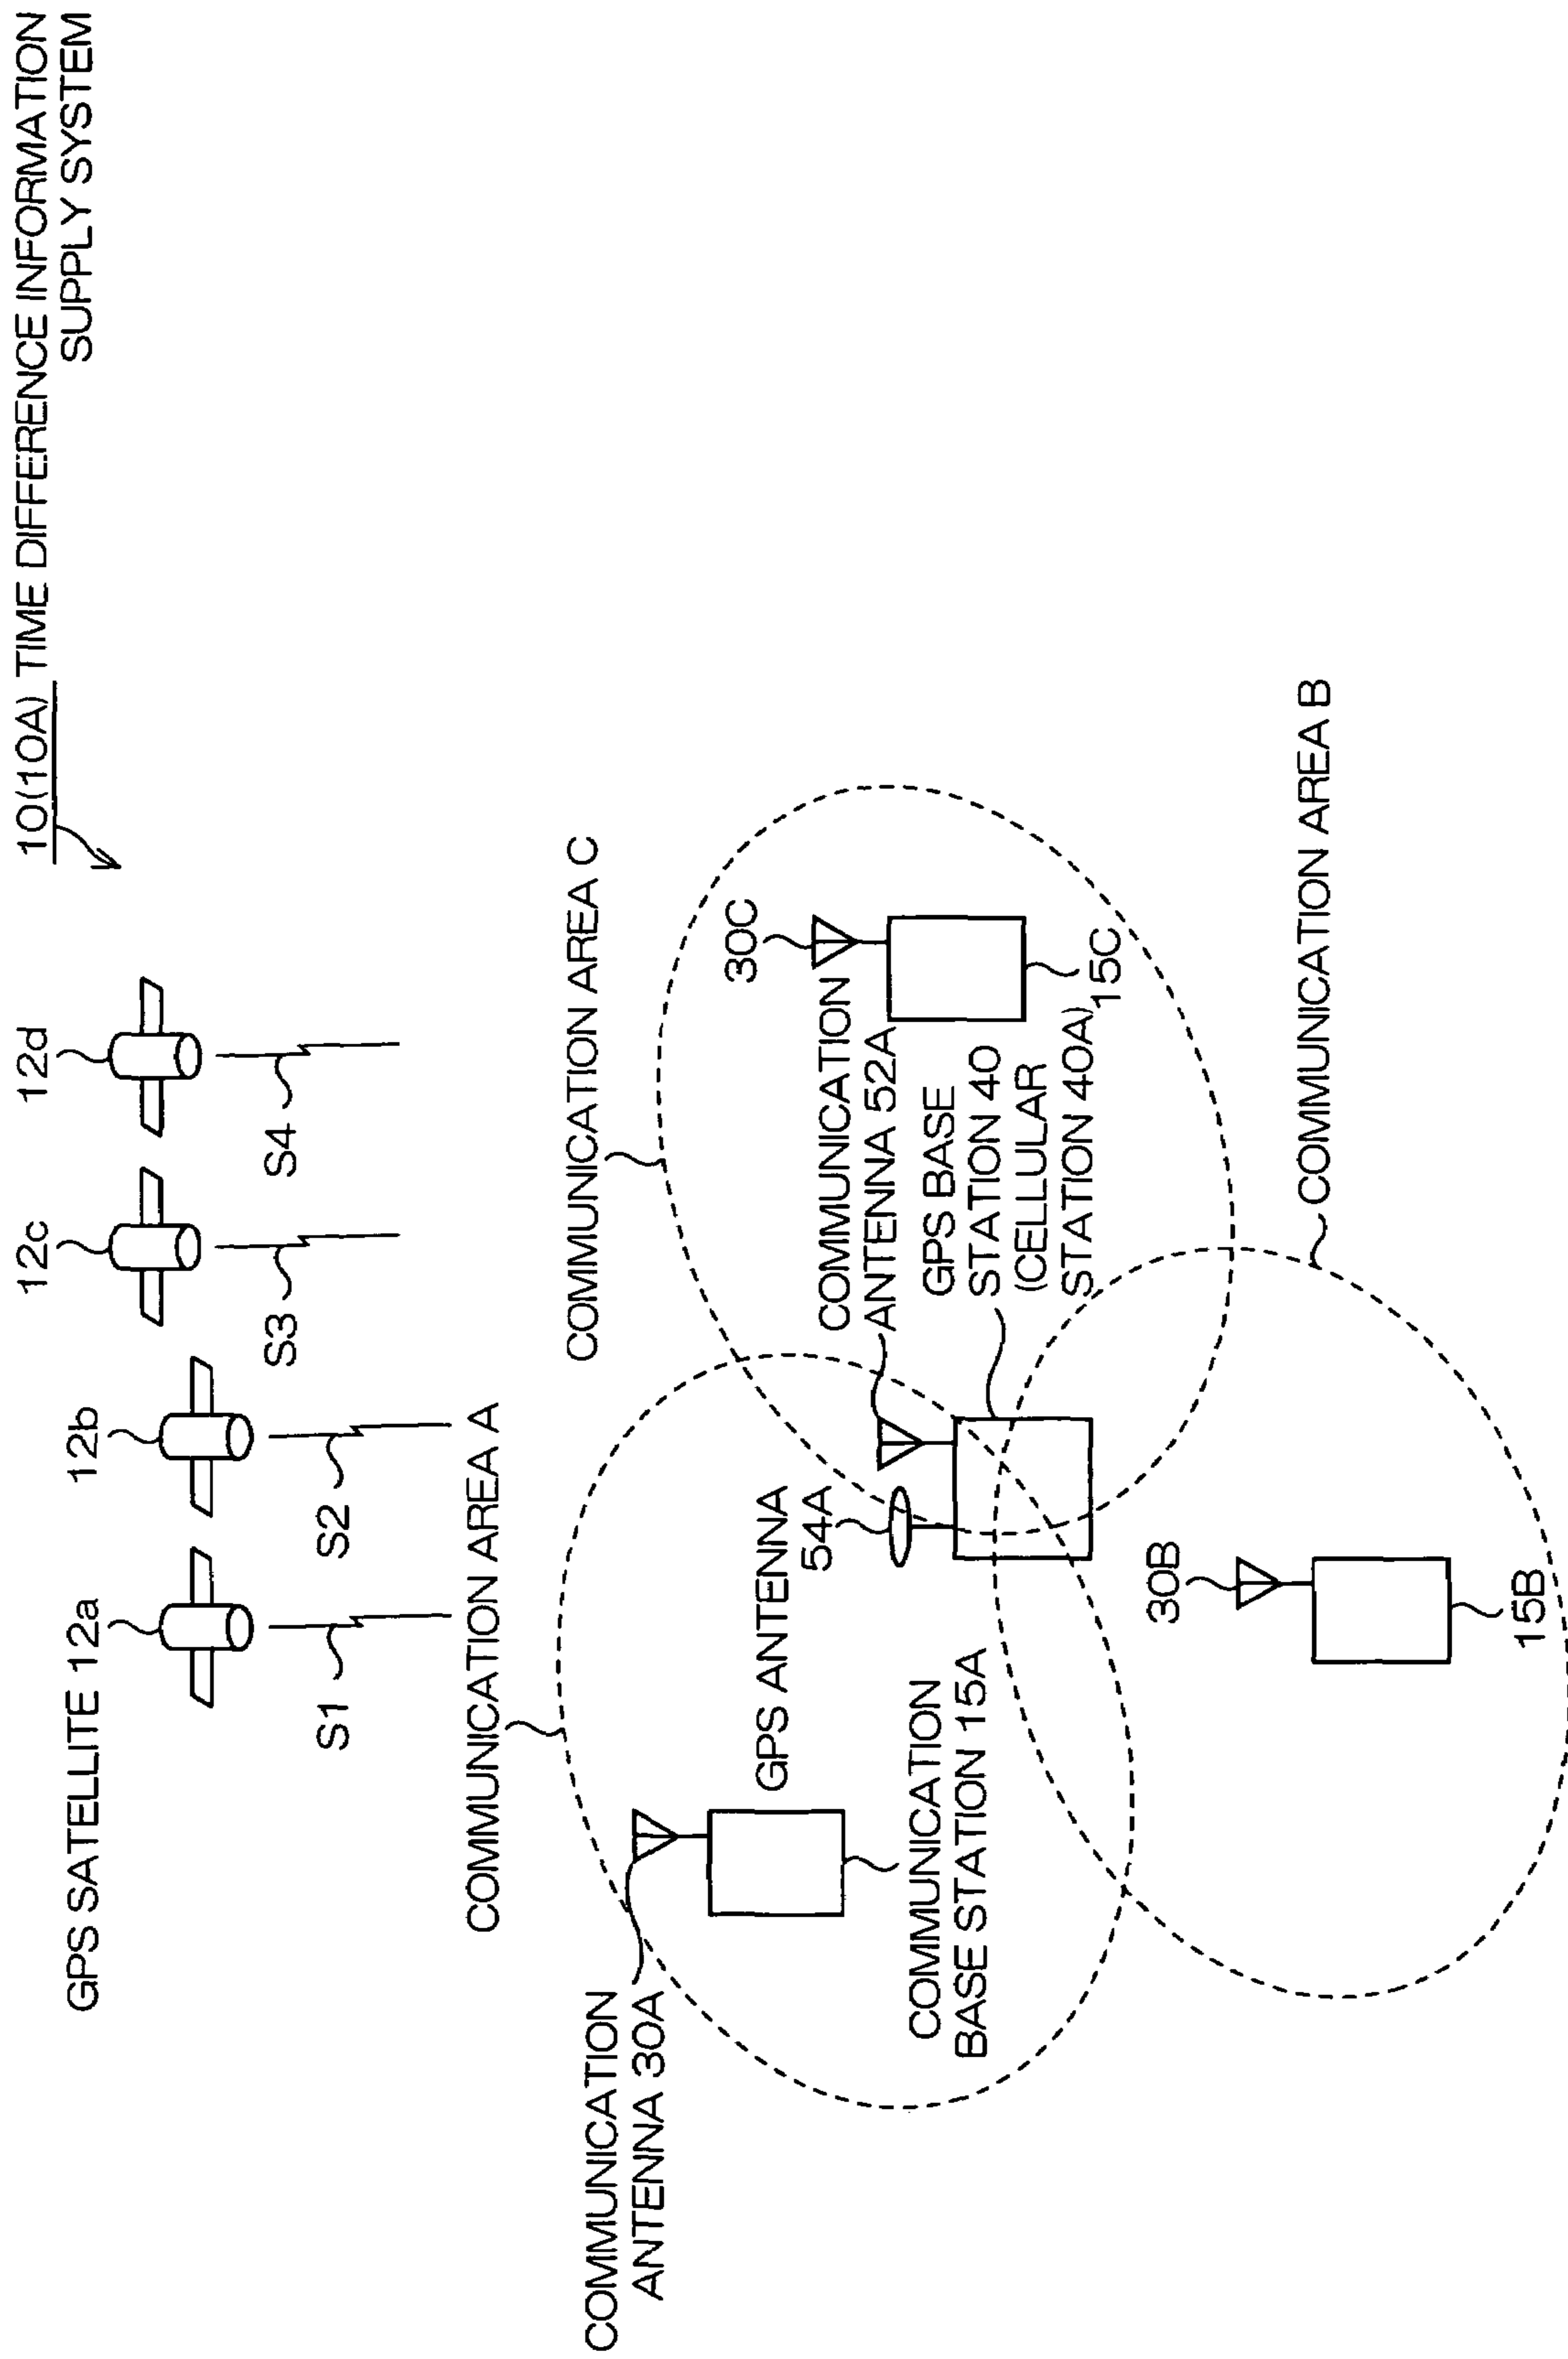 10(10A) TIME DIFFERENCE INFORMATION
SUPPLY SYSTEM
GPS SATELLITE 12a
12b
12c
12d
S1
S2
S3
S4
COMMUNICATION AREA A
COMMUNICATION AREA C
COMMUNICATION
ANTENNA 30A
GPS ANTENNA
54A
COMMUNICATION
ANTENNA 52A
30C
GPS BASE
STATION 40
(CELLULAR
STATION 40A)
15C
COMMUNICATION
BASE STATION 15A
30B
15B
COMMUNICATION AREA B